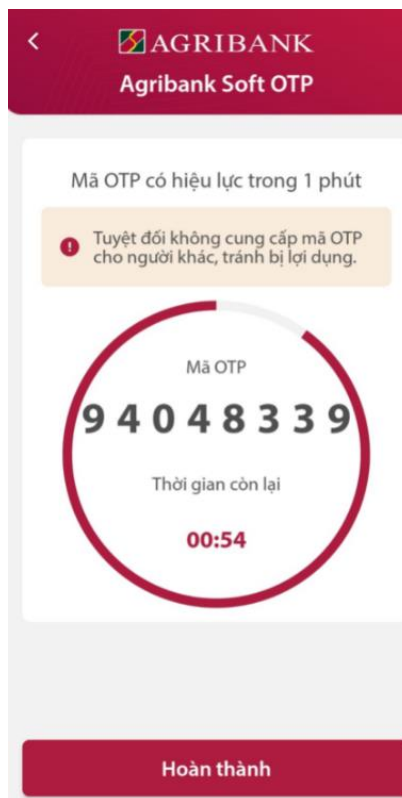 AGRIBANK
Agribank Soft OTP
Mã OTP có hiệu lực trong 1 phút
Tuyệt đối không cung cấp mã OTP
cho người khác, tránh bị lợi dụng.
Mã OTP
94048339
Thời gian còn lại
00:54
Hoàn thành